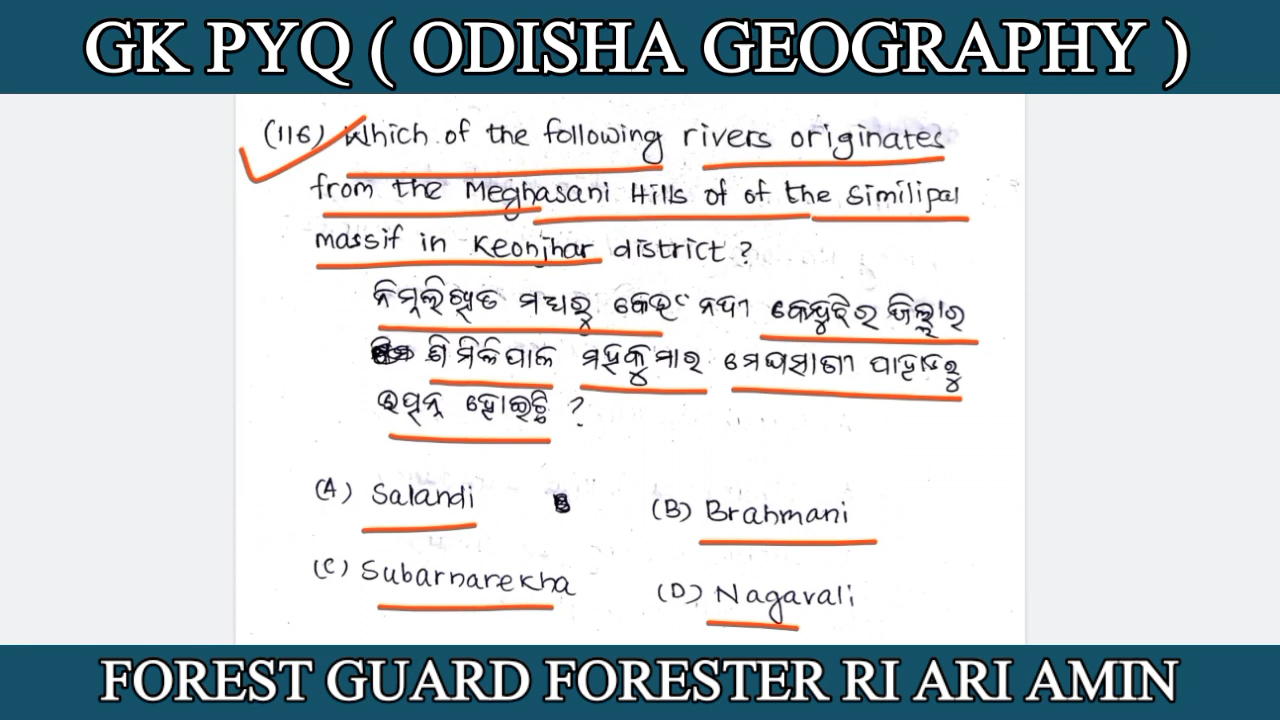 GK PYQ ( ODISHA GEOGRAPHY )
(116) Which of the following rivers originates
from the Meghasani Hills of of the Similipal
massif in Keonjhar district?
ନିମ୍ନଲିଖିତ ମଧ୍ୟରୁ କେଉଁ ନଦୀ କେନ୍ଦୁଝର ଜିଲ୍ଲାର
ଶିମିଳିପାଳ ମହକୁମାର ମେଘାସାଣୀ ପାହାଡରୁ
ଉତ୍ପନ୍ନ ହୋଇଛି ?
(A) Salandi
(B) Brahmani
(C) Subarnarekha
(D) Nagavali
FOREST GUARD FORESTER RI ARI AMIN